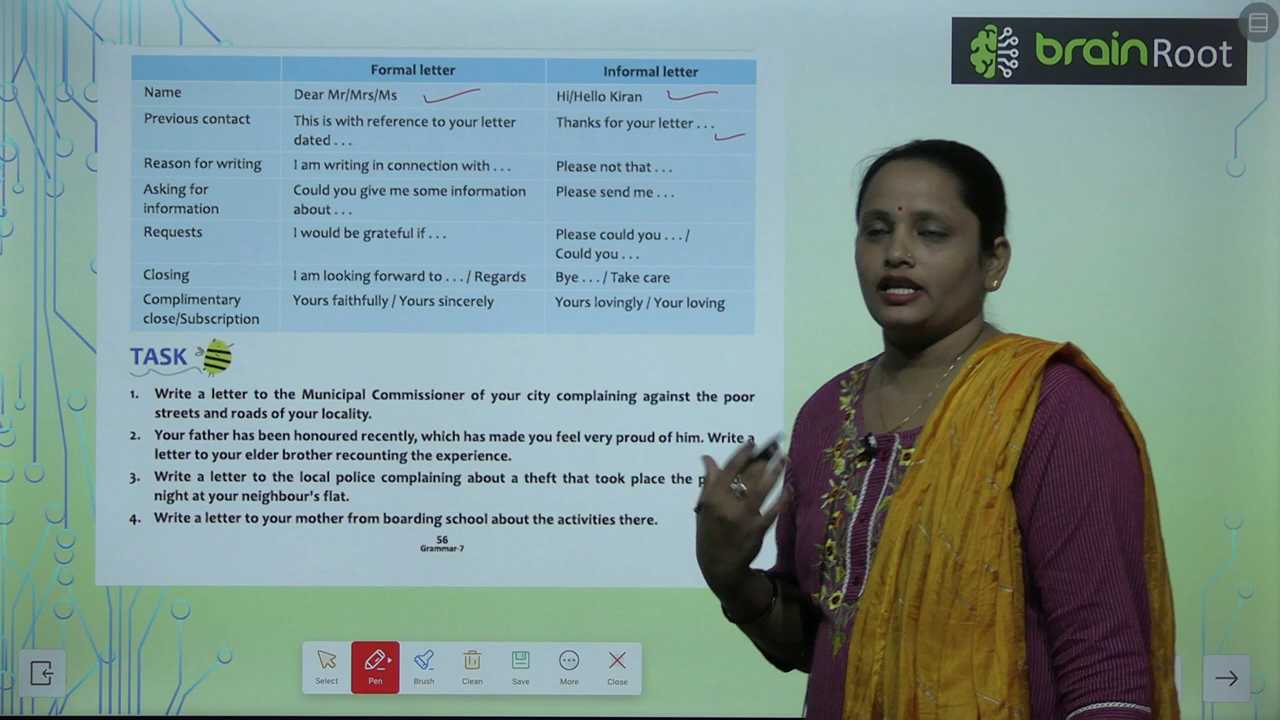 brainRoot
Formal letter Informal letter
Name Dear Mr/Mrs/Ms Hi/Hello Kiran
Previous contact This is with reference to your letter Thanks for your letter . . .
dated . . .
Reason for writing I am writing in connection with . . . Please not that . . .
Asking for Could you give me some information Please send me . . .
information about . . .
Requests I would be grateful if . . . Please could you . . . /
Could you . . .
Closing I am looking forward to . . . / Regards Bye . . . / Take care
Complimentary Yours faithfully / Yours sincerely Yours lovingly / Your loving
close/Subscription
TASK
1. Write a letter to the Municipal Commissioner of your city complaining against the poor
streets and roads of your locality.
2. Your father has been honoured recently, which has made you feel very proud of him. Write a
letter to your elder brother recounting the experience.
3. Write a letter to the local police complaining about a theft that took place the
night at your neighbour's flat.
4. Write a letter to your mother from boarding school about the activities there.
56
Grammar-7
Select Pen Brush Clean Save More Close